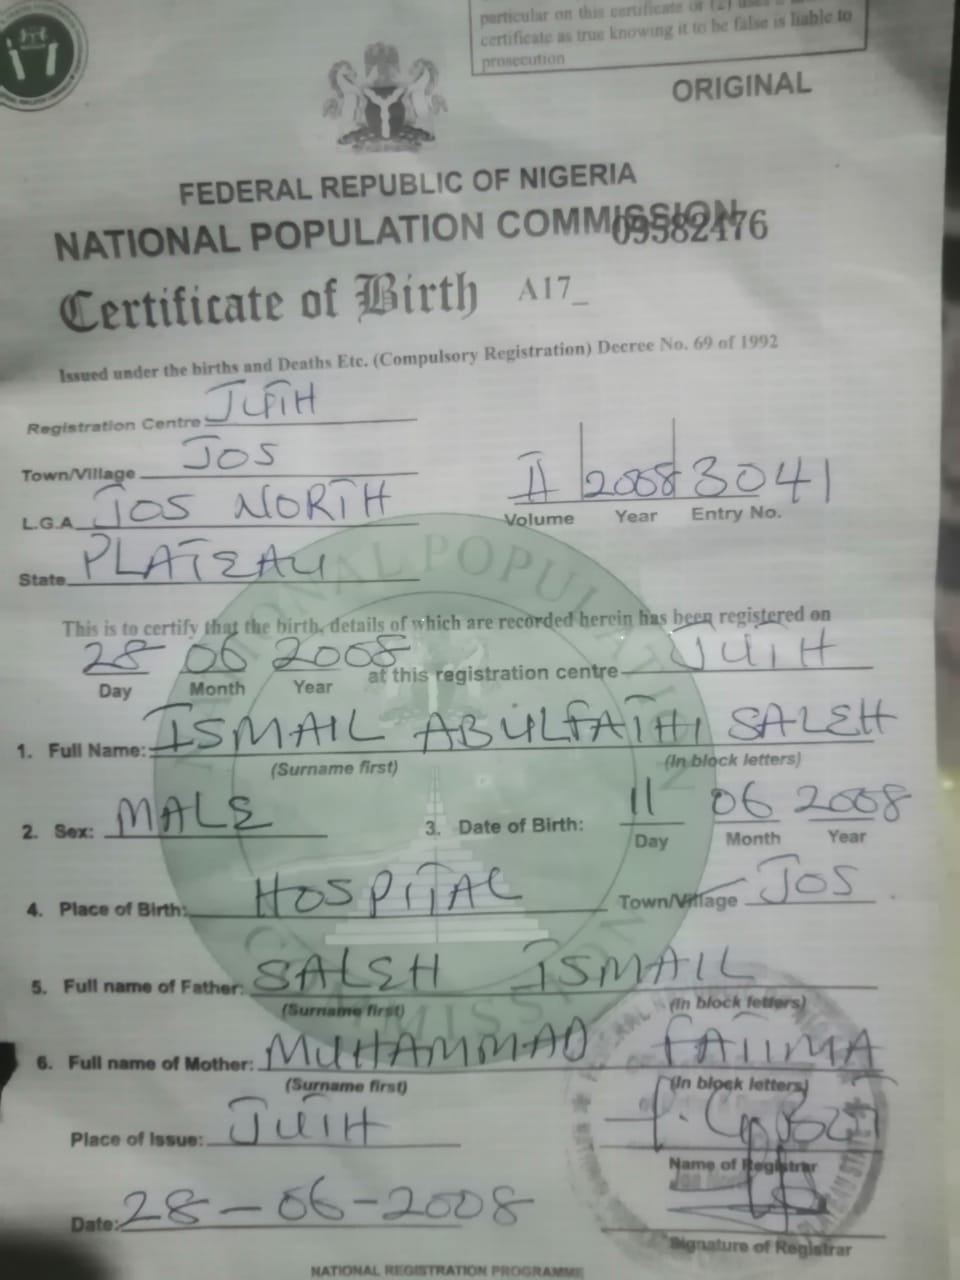 particular on this certificate or (2) uses a
certificate as true knowing it to be false is liable to
prosecution
ORIGINAL
FEDERAL REPUBLIC OF NIGERIA
NATIONAL POPULATION COMMISSION
09582476
Certificate of Birth A17_
Issued under the births and Deaths Etc. (Compulsory Registration) Decree No. 69 of 1992
Registration Centre JUTH
Town/Village JOS
L.G.A. JOS NORTH
State PLATEAU
II 2008 3041
Volume Year Entry No.
This is to certify that the birth, details of which are recorded herein has been registered on
28 06 2008 at this registration centre JUTH
Day Month Year
1. Full Name: ISMAIL ABULFATHI SALEH
(Surname first) (In block letters)
2. Sex: MALE 3. Date of Birth: 11 06 2008
Day Month Year
4. Place of Birth: HOSPITAL Town/Village JOS
5. Full name of Father: SALEH ISMAIL
(Surname first) (In block letters)
6. Full name of Mother: MUHAMMAD FATIMA
(Surname first) (In block letters)
Place of Issue: JUTH
Name of Registrar
Date: 28-06-2008
Signature of Registrar
NATIONAL REGISTRATION PROGRAMME
NATIONAL POPULATION COMMISSION